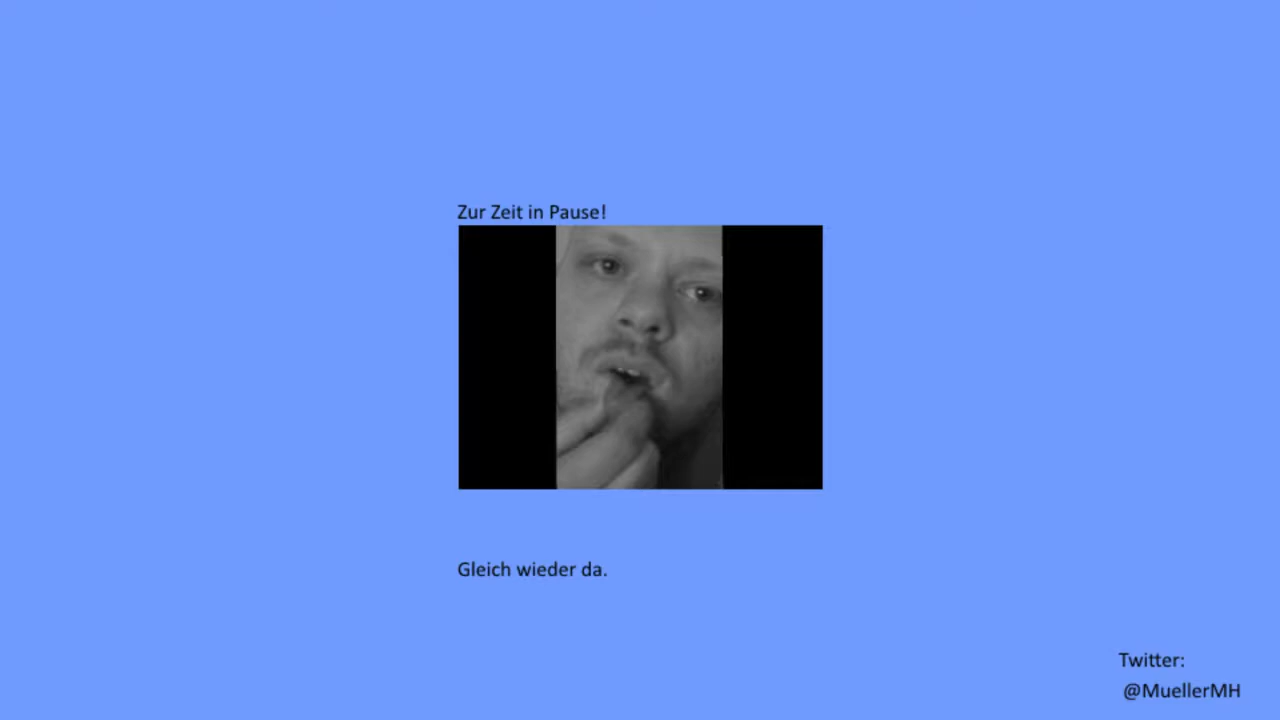 Zur Zeit in Pause!
Gleich wieder da.
Twitter:
@MuellerMH